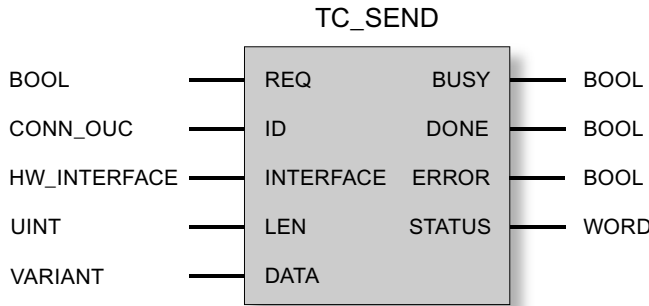 TC_SEND
BOOL REQ BUSY BOOL
CONN_OUC ID DONE BOOL
HW_INTERFACE INTERFACE ERROR BOOL
UINT LEN STATUS WORD
VARIANT DATA